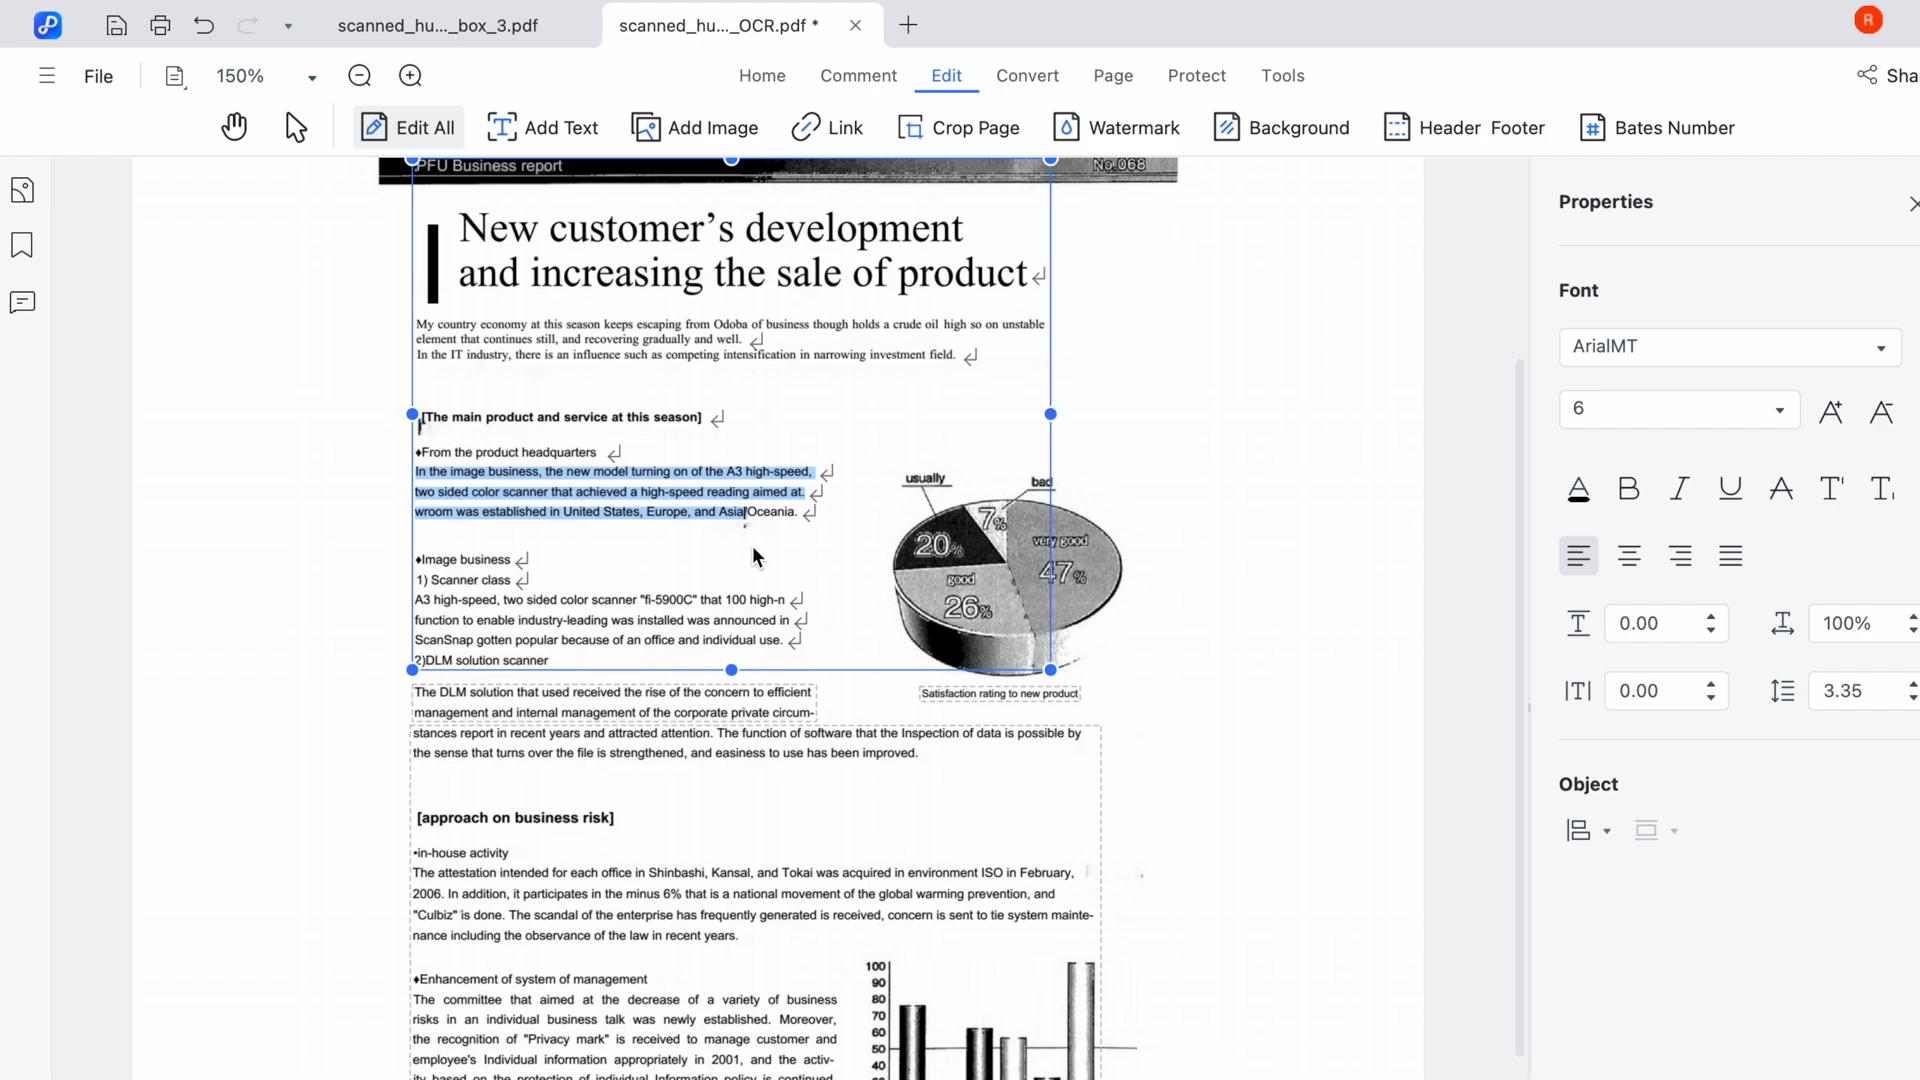 scanned_hu..._box_3.pdf
scanned_hu..._OCR.pdf *
R
File
150%
Home
Comment
Edit
Convert
Page
Protect
Tools
Sha
Edit All
Add Text
Add Image
Link
Crop Page
Watermark
Background
Header Footer
Bates Number
PFU Business report
No.068
New customer's development
and increasing the sale of product
My country economy at this season keeps escaping from Odoba of business though holds a crude oil high so on unstable
element that continues still, and recovering gradually and well.
In the IT industry, there is an influence such as competing intensification in narrowing investment field.
[The main product and service at this season]
♦From the product headquarters
In the image business, the new model turning on of the A3 high-speed,
two sided color scanner that achieved a high-speed reading aimed at.
wroom was established in United States, Europe, and Asia/Oceania.
♦Image business
1) Scanner class
A3 high-speed, two sided color scanner "fi-5900C" that 100 high-n
function to enable industry-leading was installed was announced in
ScanSnap gotten popular because of an office and individual use.
2)DLM solution scanner
The DLM solution that used received the rise of the concern to efficient
management and internal management of the corporate private circum-
stances report in recent years and attracted attention. The function of software that the Inspection of data is possible by
the sense that turns over the file is strengthened, and easiness to use has been improved.
usually
bad
7%
20%
very good
47%
good
26%
Satisfaction rating to new product
[approach on business risk]
•in-house activity
The attestation intended for each office in Shinbashi, Kansal, and Tokai was acquired in environment ISO in February,
2006. In addition, it participates in the minus 6% that is a national movement of the global warming prevention, and
"Culbiz" is done. The scandal of the enterprise has frequently generated is received, concern is sent to tie system mainte-
nance including the observance of the law in recent years.
♦Enhancement of system of management
The committee that aimed at the decrease of a variety of business
risks in an individual business talk was newly established. Moreover,
the recognition of "Privacy mark" is received to manage customer and
employee's Individual information appropriately in 2001, and the activ-
ity based on the protection of individual Information policy is continued.
100
90
80
70
60
50
40
Properties
Font
ArialMT
6
0.00
100%
0.00
3.35
Object